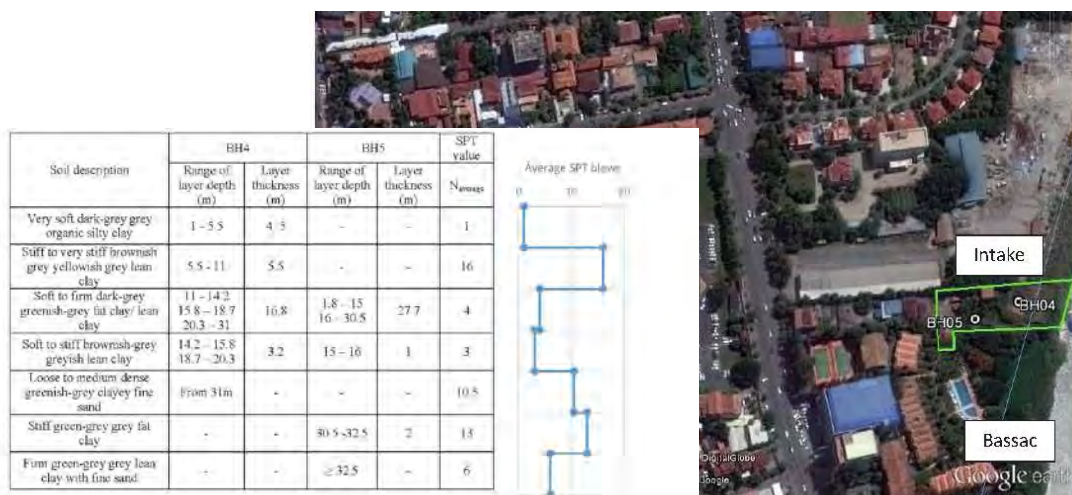 Soil description
BH4
BH5
SPT value
Range of layer depth (m)
Layer thickness (m)
Range of layer depth (m)
Layer thickness (m)
N average
Very soft dark-grey grey organic silty clay
1 - 5.5
4.5
-
-
1
Stiff to very stiff brownish grey yellowish grey lean clay
5.5 - 11
5.5
-
-
16
Soft to firm dark-grey greenish-grey fat clay/ lean clay
11 - 14.2
15.8 - 18.7
20.3 - 31
16.8
1.8 - 15
16 - 30.5
27.7
4
Soft to stiff brownish-grey greyish lean clay
14.2 - 15.8
18.7 - 20.3
3.2
15 - 16
1
3
Loose to medium dense greenish-grey clayey fine sand
From 31m
-
-
-
10.5
Stiff green-grey grey fat clay
-
-
30.5 -32.5
2
13
Firm green-grey grey lean clay with fine sand
-
-
≥ 32.5
-
6
Average SPT blows
0 10 20
Intake
BH04
BH05
Bassac
DigitalGlobe
Google
Google earth